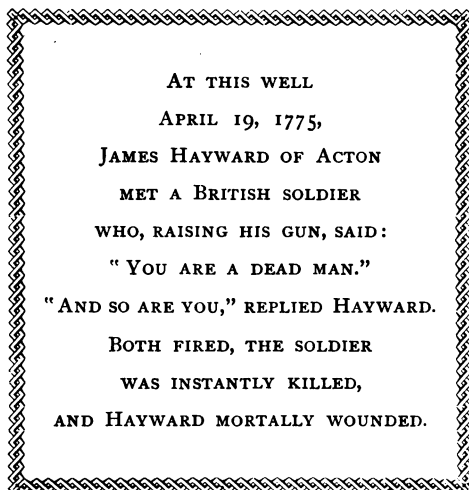 At this well
April 19, 1775,
James Hayward of Acton
met a British soldier
who, raising his gun, said:
"You are a dead man."
"And so are you," replied Hayward.
Both fired, the soldier
was instantly killed,
and Hayward mortally wounded.